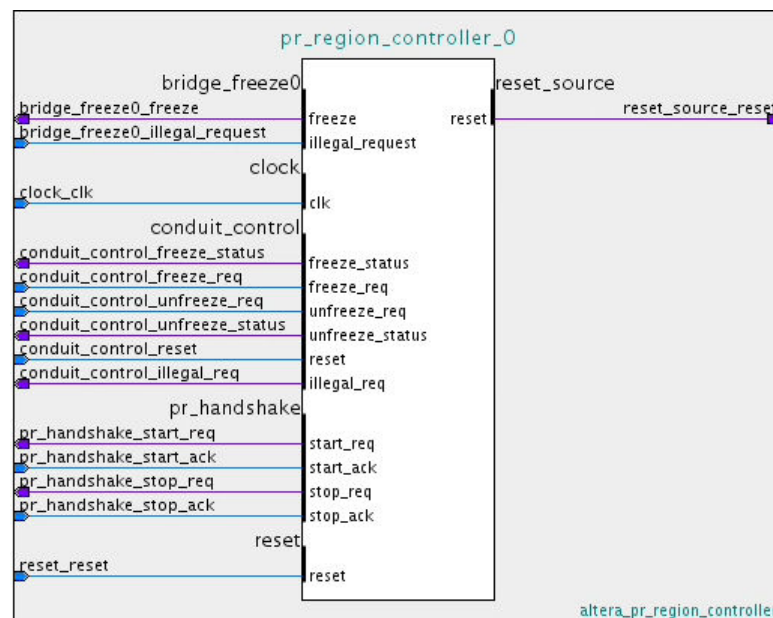 pr_region_controller_0
bridge_freeze0
reset_source
bridge_freeze0_freeze
freeze
reset
reset_source_reset
bridge_freeze0_illegal_request
illegal_request
clock
clock_clk
clk
conduit_control
conduit_control_freeze_status
freeze_status
conduit_control_freeze_req
freeze_req
conduit_control_unfreeze_req
unfreeze_req
conduit_control_unfreeze_status
unfreeze_status
conduit_control_reset
reset
conduit_control_illegal_req
illegal_req
pr_handshake
pr_handshake_start_req
start_req
pr_handshake_start_ack
start_ack
pr_handshake_stop_req
stop_req
pr_handshake_stop_ack
stop_ack
reset
reset_reset
reset
altera_pr_region_controller